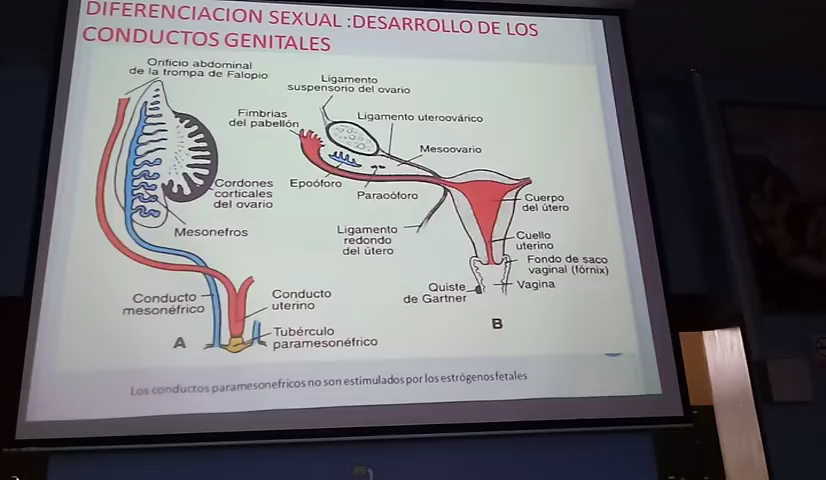 DIFERENCIACION SEXUAL :DESARROLLO DE LOS
CONDUCTOS GENITALES
Orificio abdominal
de la trompa de Falopio
Cordones
corticales
del ovario
Mesonefros
Conducto
mesonéfrico
Conducto
uterino
Tubérculo
paramesonéfrico
A
Ligamento
suspensorio del ovario
Fimbrias
del pabellón
Ligamento uteroovárico
Mesoovario
Epoóforo
Paraoóforo
Ligamento
redondo
del útero
Cuerpo
del útero
Cuello
uterino
Fondo de saco
vaginal (fórnix)
Quiste
de Gartner
Vagina
B
Los conductos paramesonefricos no son estimulados por los estrógenos fetales